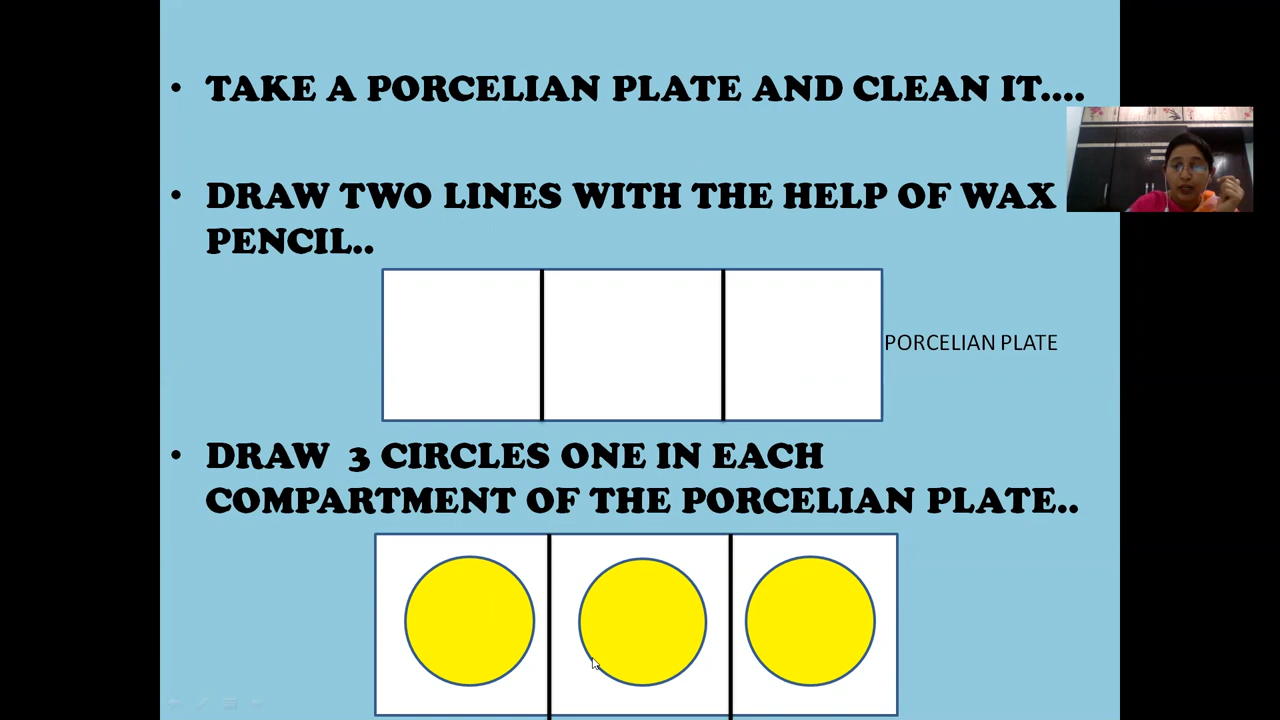 • TAKE A PORCELIAN PLATE AND CLEAN IT....
• DRAW TWO LINES WITH THE HELP OF WAX
PENCIL..
PORCELIAN PLATE
• DRAW 3 CIRCLES ONE IN EACH
COMPARTMENT OF THE PORCELIAN PLATE..